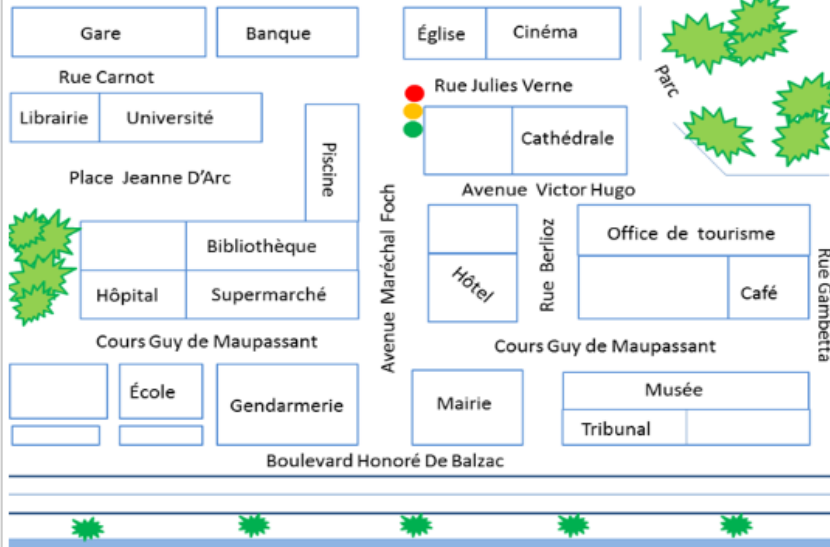 Gare
Banque
Église
Cinéma
Parc
Rue Carnot
Rue Julies Verne
Librairie
Université
Piscine
Cathédrale
Place Jeanne D’Arc
Avenue Maréchal Foch
Avenue Victor Hugo
Bibliothèque
Hôpital
Supermarché
Hôtel
Rue Berlioz
Office de tourisme
Café
Rue Gambetta
Cours Guy de Maupassant
Cours Guy de Maupassant
École
Gendarmerie
Mairie
Musée
Tribunal
Boulevard Honoré De Balzac